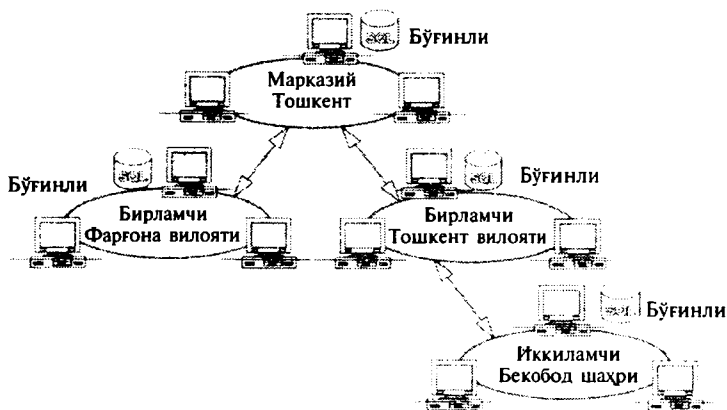 Бўғинли
Марказий
Тошкент
Бўғинли
Бирламчи
Фарғона вилояти
Бўғинли
Бирламчи
Тошкент вилояти
Бўғинли
Иккиламчи
Бекобод шаҳри